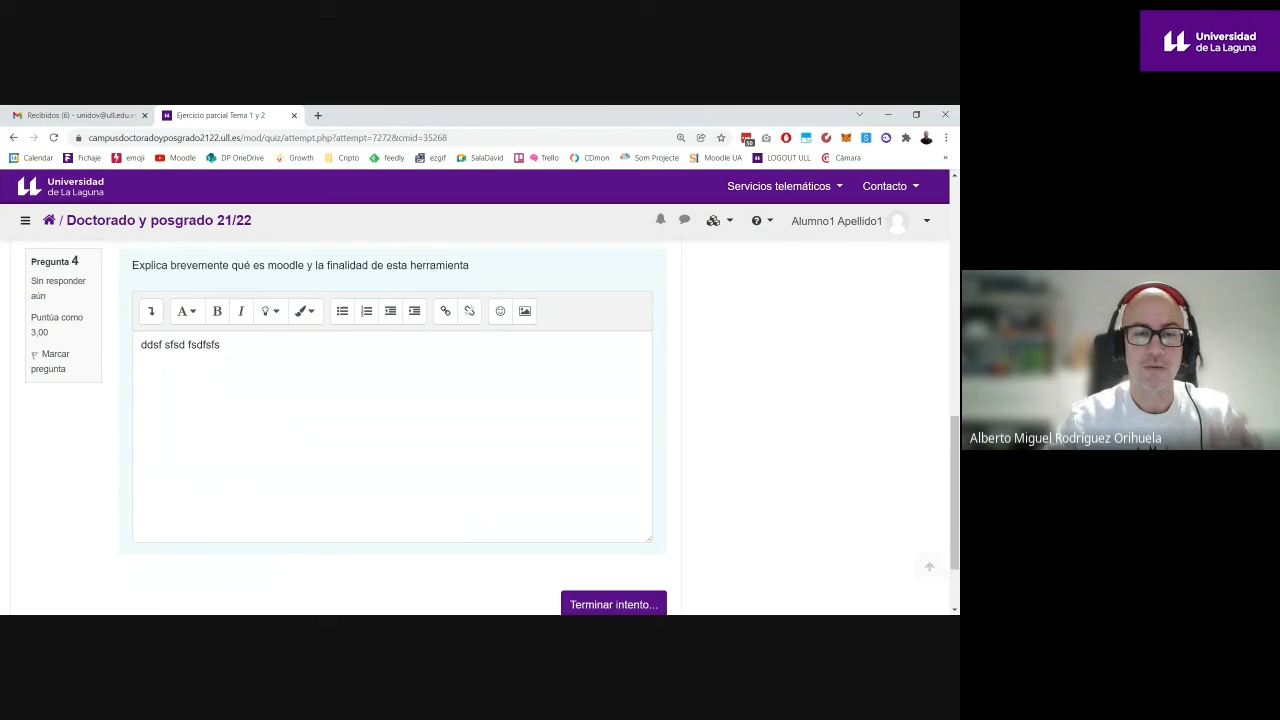 Universidad
de La Laguna
Recibidos (6) - unidov@ull.edu.e
Ejercicio parcial Tema 1 y 2
campusdoctoradoyposgrado2122.ull.es/mod/quiz/attempt.php?attempt=7272&cmid=35268
50
Calendar Fichaje emoji Moodle DP OneDrive Growth Cripto feedly ezgif SalaDavid Trello CDmon Som Projecte Moodle UA LOGOUT ULL Cámara »
Universidad
de La Laguna
Servicios telemáticos
Contacto
/ Doctorado y posgrado 21/22
Alumno1 Apellido1
Pregunta 4
Sin responder
aún
Puntúa como
3,00
Marcar
pregunta
Explica brevemente qué es moodle y la finalidad de esta herramienta
A B I
ddsf sfsd fsdfsfs
Terminar intento...
Alberto Miguel Rodríguez Orihuela